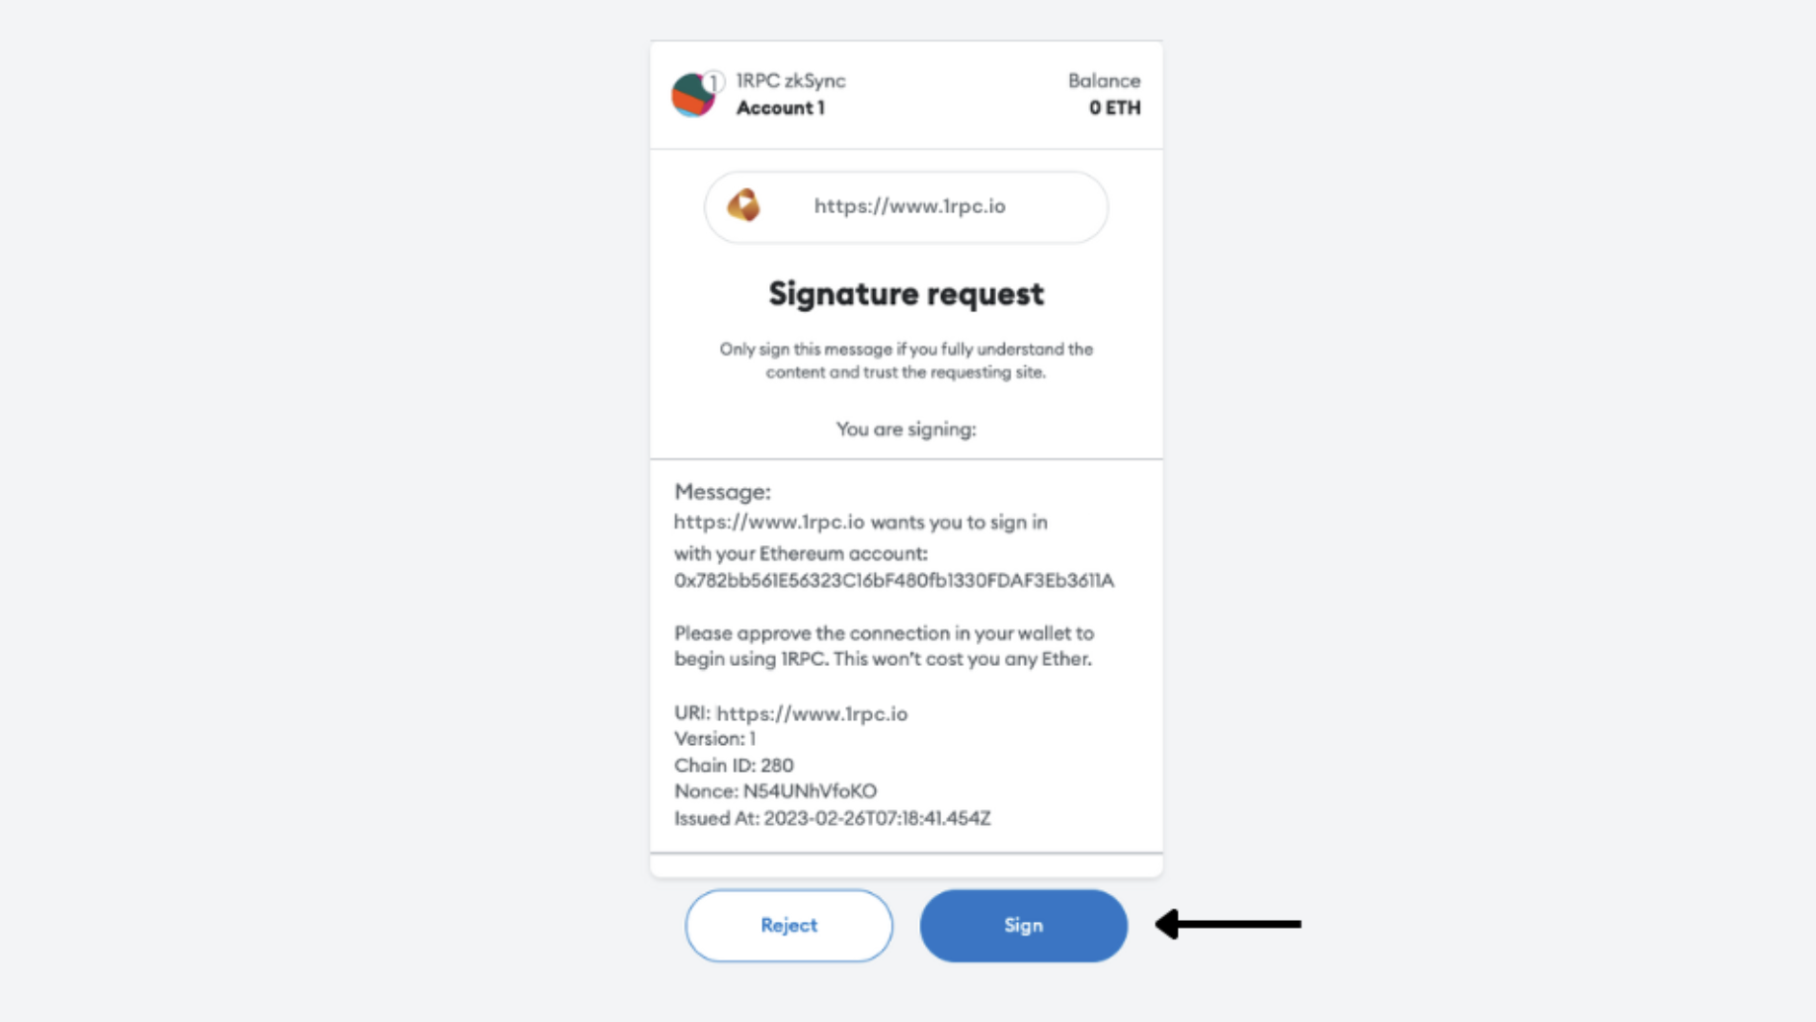 1RPC zkSync
Account 1
Balance
0 ETH
https://www.1rpc.io
Signature request
Only sign this message if you fully understand the
content and trust the requesting site.
You are signing:
Message:
https://www.1rpc.io wants you to sign in
with your Ethereum account:
0x782bb561E56323C16bF480fb1330FDAF3Eb3611A
Please approve the connection in your wallet to
begin using 1RPC. This won't cost you any Ether.
URI: https://www.1rpc.io
Version: 1
Chain ID: 280
Nonce: N54UNhVfoKO
Issued At: 2023-02-26T07:18:41.454Z
Reject
Sign